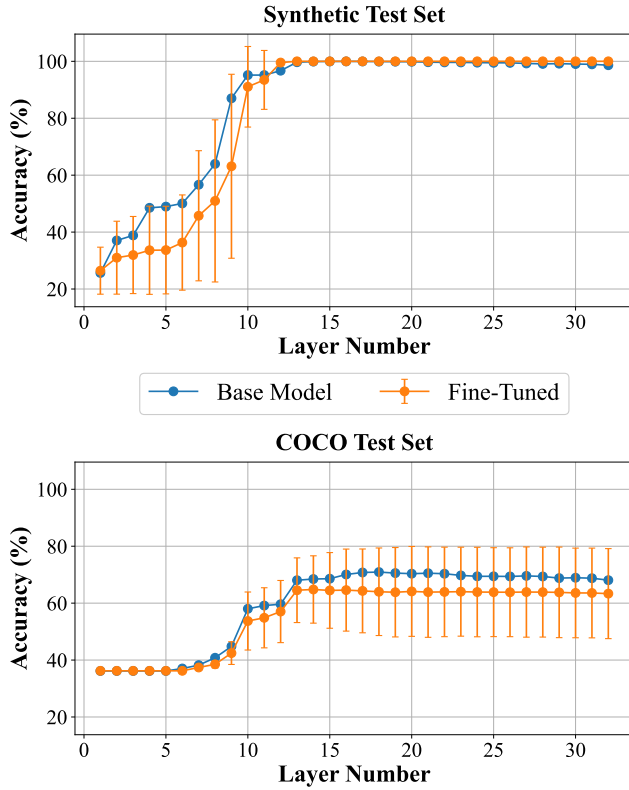 Synthetic Test Set
Accuracy (%)
100
80
60
40
20
0 5 10 15 20 25 30
Layer Number
Base Model Fine-Tuned
COCO Test Set
Accuracy (%)
100
80
60
40
20
0 5 10 15 20 25 30
Layer Number